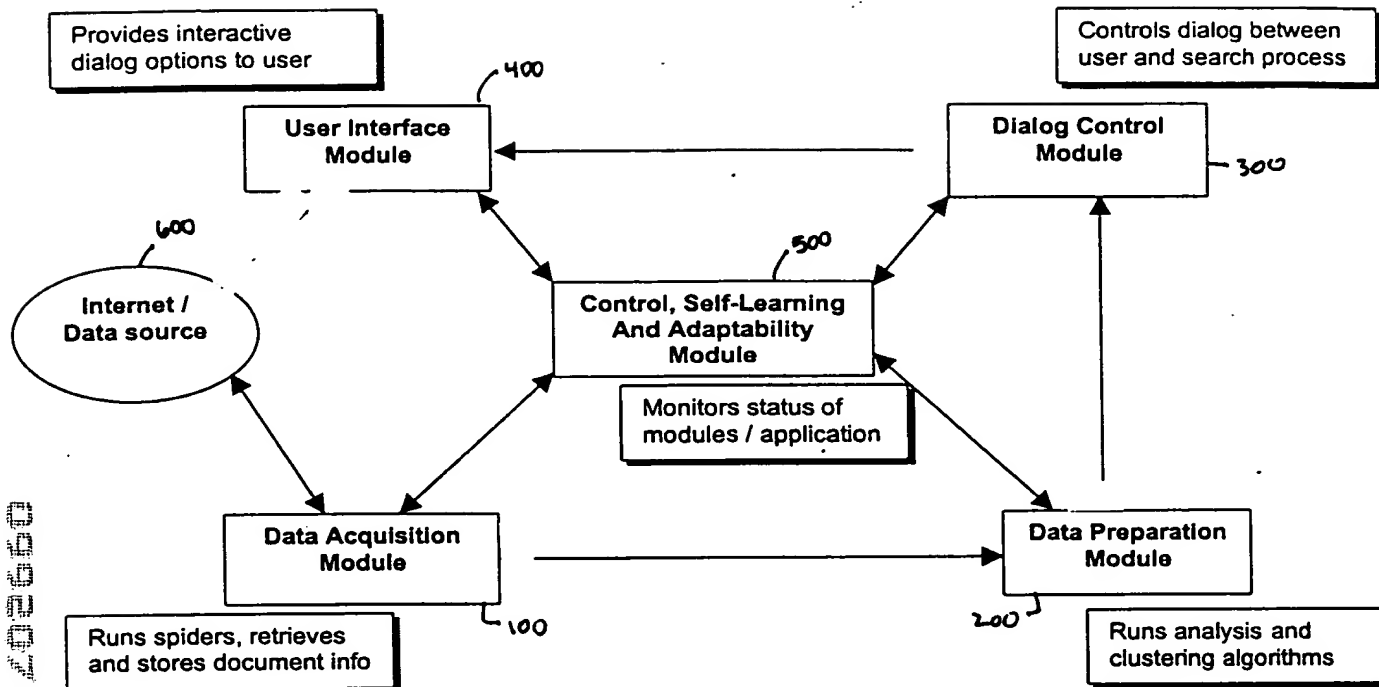 Provides interactive
dialog options to user
Controls dialog between
user and search process
400
User Interface
Module
Dialog Control
Module
300
600
Internet /
Data source
500
Control, Self-Learning
And Adaptability
Module
Monitors status of
modules / application
Data Acquisition
Module
100
Data Preparation
Module
200
Runs spiders, retrieves
and stores document info
Runs analysis and
clustering algorithms